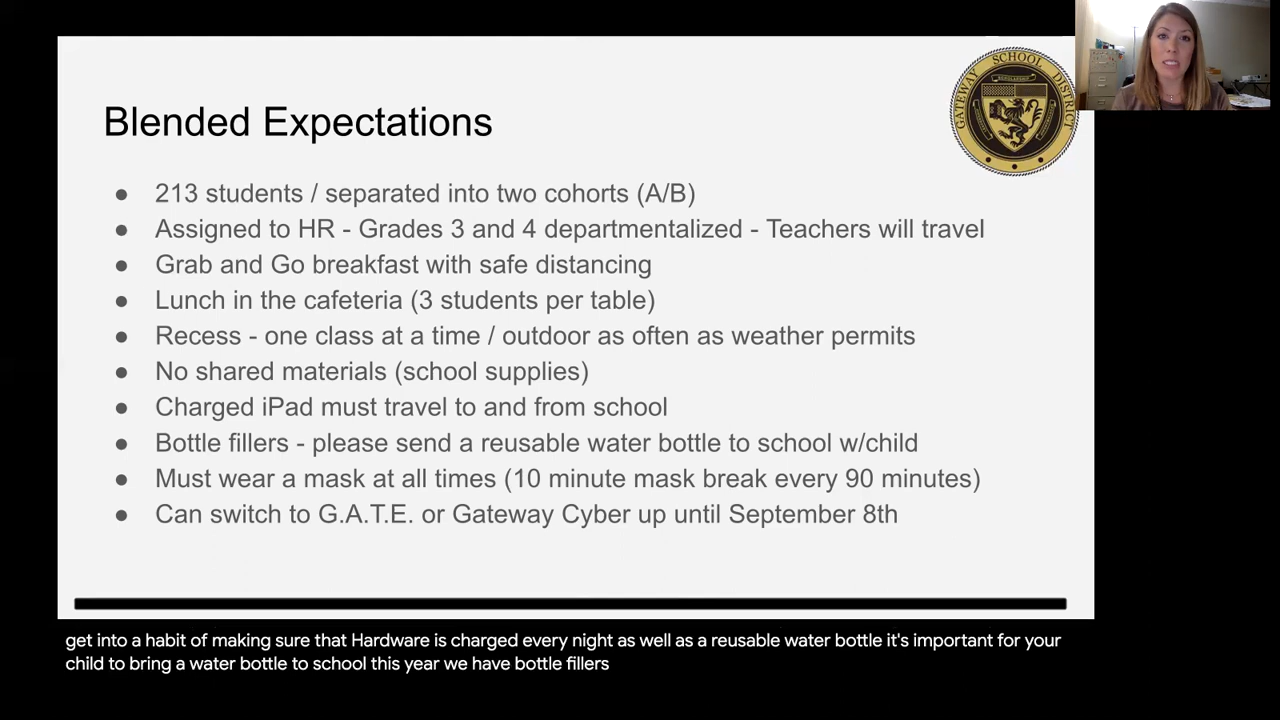 GATEWAY SCHOOL DISTRICT
SCHOLARSHIP
Blended Expectations
● 213 students / separated into two cohorts (A/B)
● Assigned to HR - Grades 3 and 4 departmentalized - Teachers will travel
● Grab and Go breakfast with safe distancing
● Lunch in the cafeteria (3 students per table)
● Recess - one class at a time / outdoor as often as weather permits
● No shared materials (school supplies)
● Charged iPad must travel to and from school
● Bottle fillers - please send a reusable water bottle to school w/child
● Must wear a mask at all times (10 minute mask break every 90 minutes)
● Can switch to G.A.T.E. or Gateway Cyber up until September 8th
get into a habit of making sure that Hardware is charged every night as well as a reusable water bottle it's important for your
child to bring a water bottle to school this year we have bottle fillers